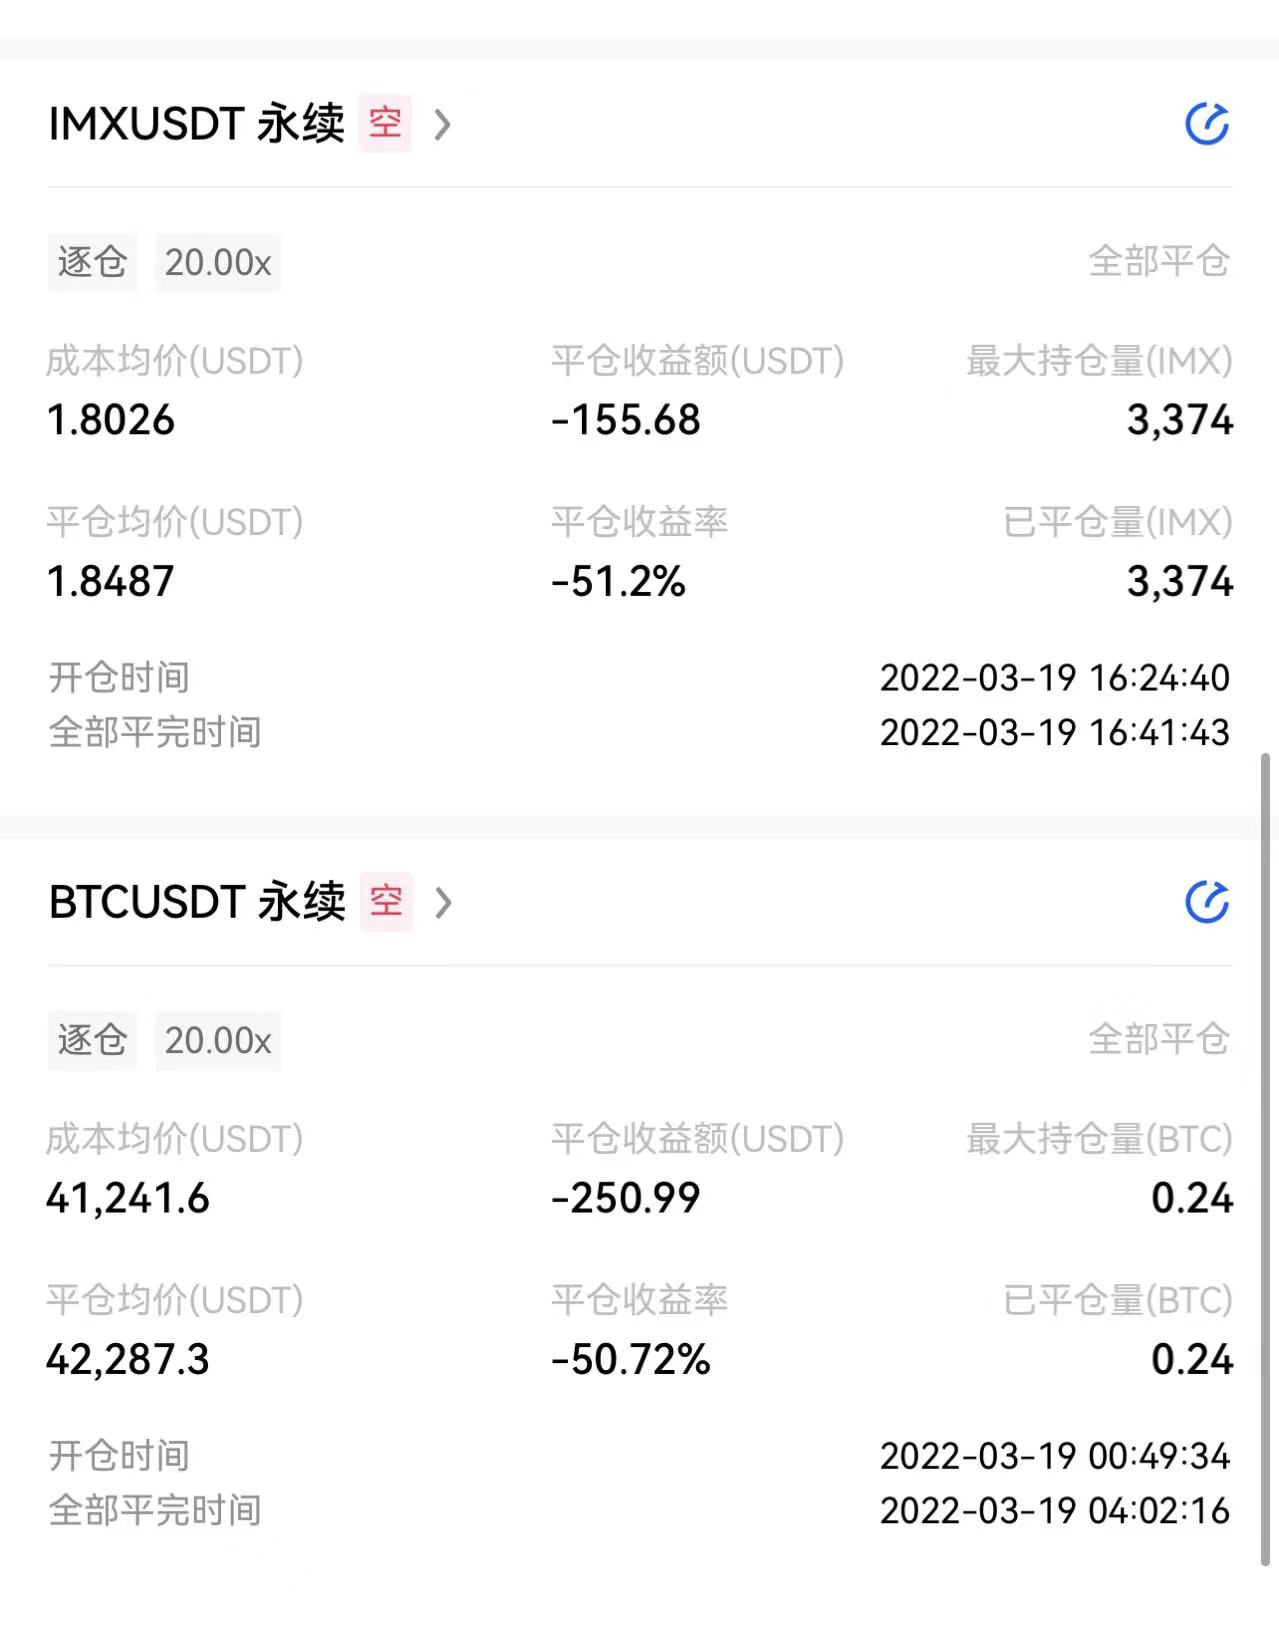 IMXUSDT 永续 空
逐仓 20.00x 全部平仓
成本均价(USDT) 平仓收益额(USDT) 最大持仓量(IMX)
1.8026 -155.68 3,374
平仓均价(USDT) 平仓收益率 已平仓量(IMX)
1.8487 -51.2% 3,374
开仓时间 2022-03-19 16:24:40
全部平完时间 2022-03-19 16:41:43
BTCUSDT 永续 空
逐仓 20.00x 全部平仓
成本均价(USDT) 平仓收益额(USDT) 最大持仓量(BTC)
41,241.6 -250.99 0.24
平仓均价(USDT) 平仓收益率 已平仓量(BTC)
42,287.3 -50.72% 0.24
开仓时间 2022-03-19 00:49:34
全部平完时间 2022-03-19 04:02:16